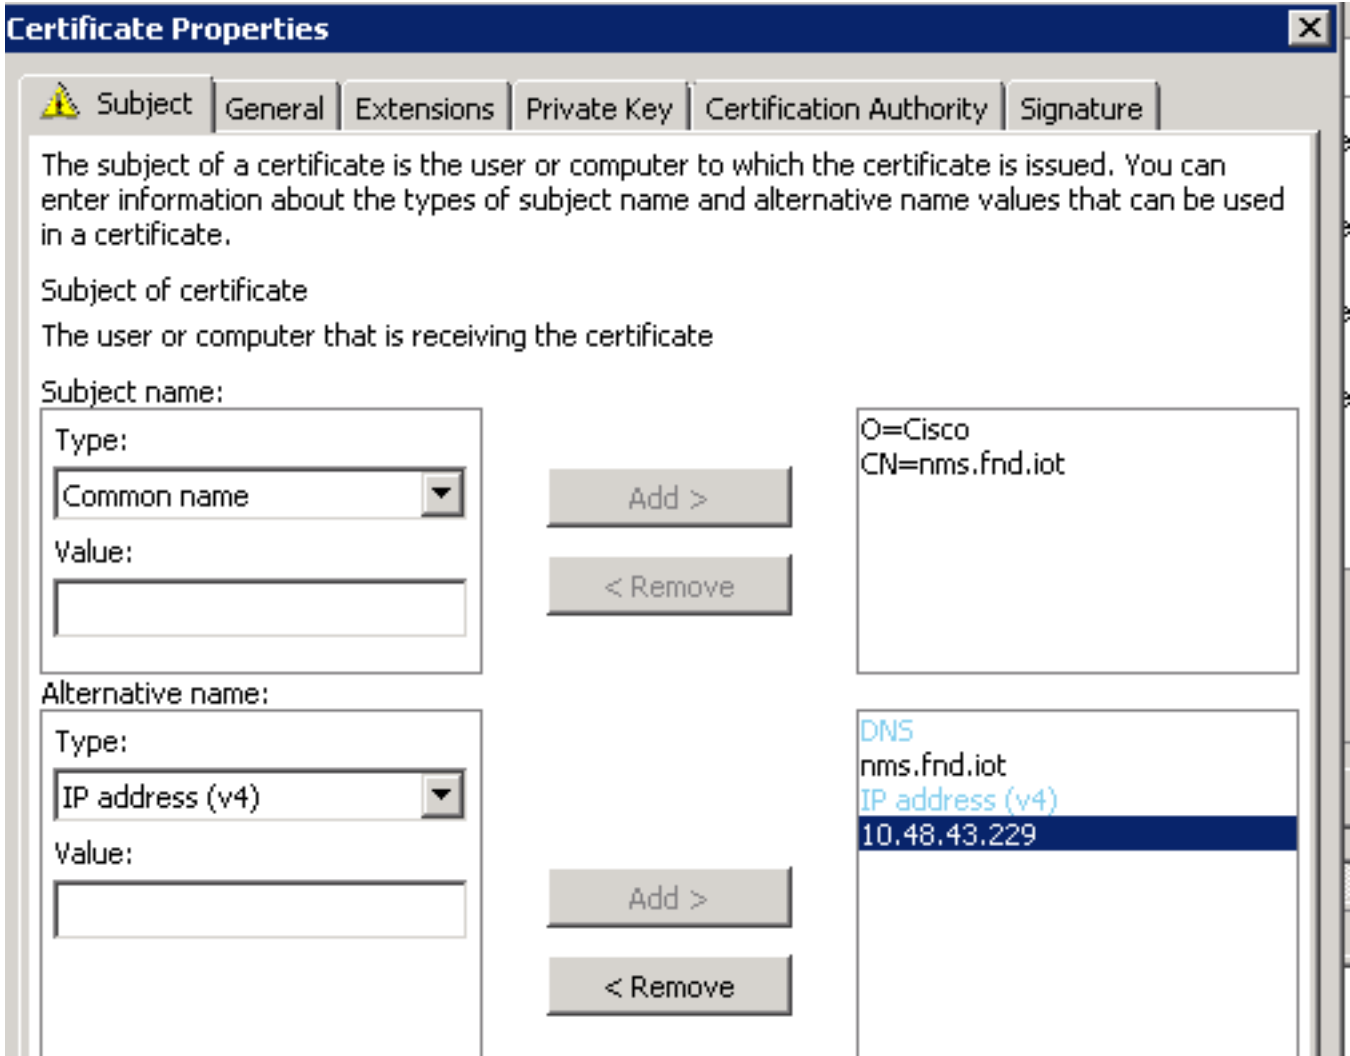 Certificate Properties
Subject
General
Extensions
Private Key
Certification Authority
Signature
The subject of a certificate is the user or computer to which the certificate is issued. You can
enter information about the types of subject name and alternative name values that can be used
in a certificate.
Subject of certificate
The user or computer that is receiving the certificate
Subject name:
Type:
Common name
Value:
Add >
< Remove
O=Cisco
CN=nms.fnd.iot
Alternative name:
Type:
IP address (v4)
Value:
Add >
< Remove
DNS
nms.fnd.iot
IP address (v4)
10.48.43.229